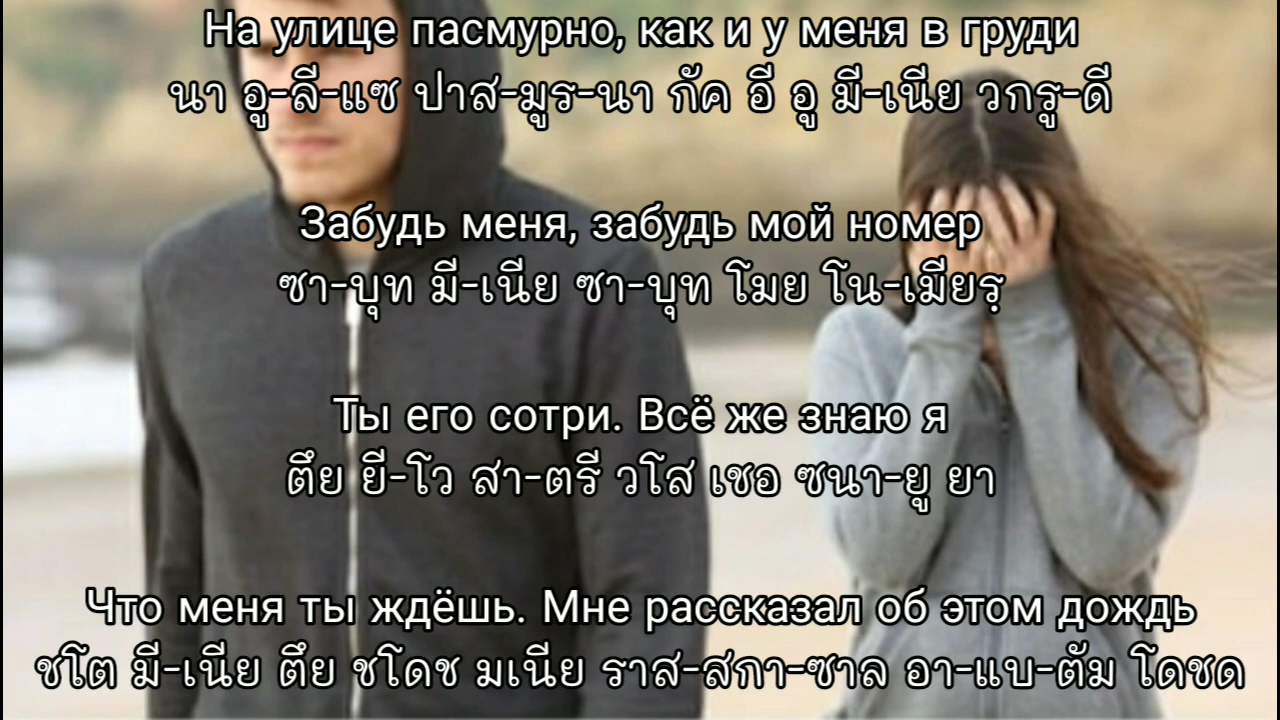 На улице пасмурно, как и у меня в груди
นา อู-ลี-แซ ปาส-มูร-นา กัค อี อู มี-เนีย วกรู-ดี
Забудь меня, забудь мой номер
ซา-บุท มี-เนีย ซา-บุท โมย โน-เมียรฺ
Ты его сотри. Всё же знаю я
ตึย ยี-โว สา-ตรี วโส เชอ ซนา-ยู ยา
Что меня ты ждёшь. Мне рассказал об этом дождь
ชโต มี-เนีย ตึย ชโดช มเนีย ราส-สกา-ซาล อา-แบ-ตัม โดชด